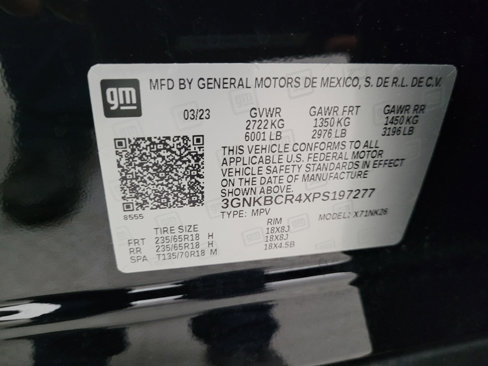 gm
MFD BY GENERAL MOTORS DE MEXICO, S. DE R.L. DE C.V.
03/23 GVWR GAWR FRT GAWR RR
2722 KG 1350 KG 1450 KG
6001 LB 2976 LB 3196 LB
THIS VEHICLE CONFORMS TO ALL
APPLICABLE U.S. FEDERAL MOTOR
VEHICLE SAFETY STANDARDS IN EFFECT
ON THE DATE OF MANUFACTURE
SHOWN ABOVE.
3GNKBCR4XPS197277
8555
TYPE: MPV MODEL: X71NK26
TIRE SIZE RIM
FRT 235/65R18 H 18X8J
RR 235/65R18 H 18X8J
SPA T135/70R18 M 18X4.5B